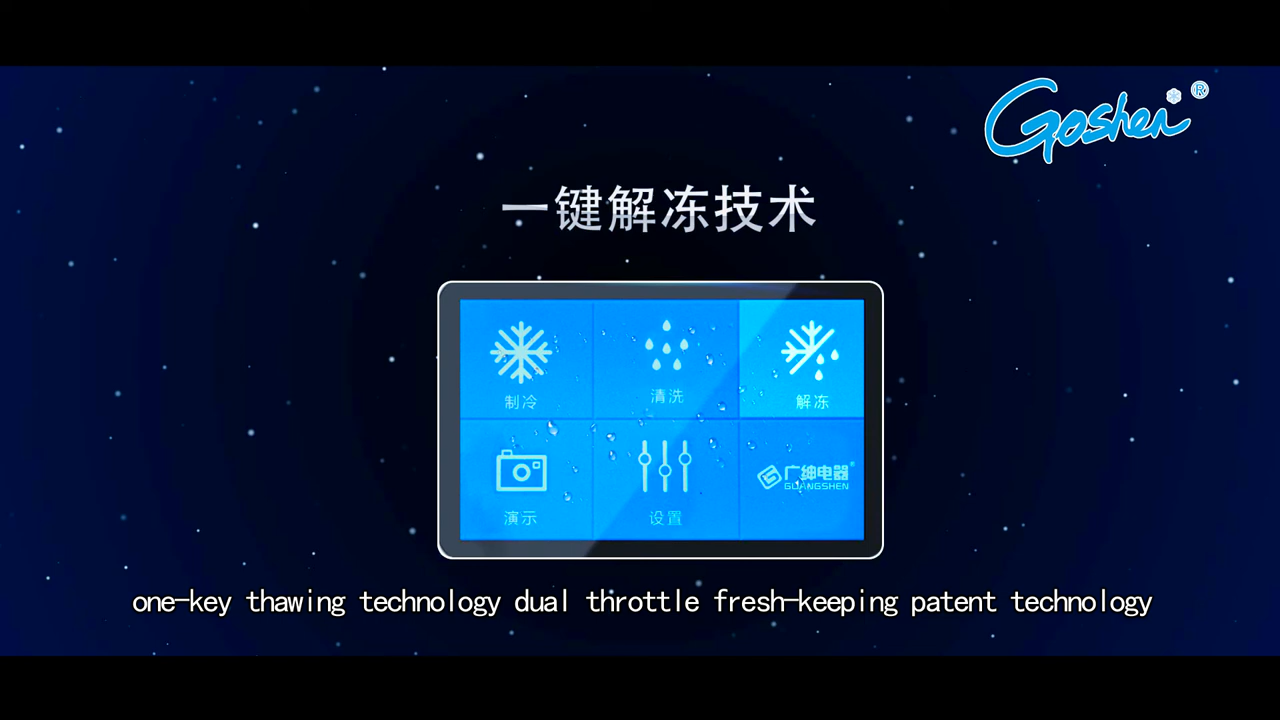 Goshen ®
一键解冻技术
制冷
清洗
解冻
演示
设置
广绅电器
GUANGSHEN
one-key thawing technology dual throttle fresh-keeping patent technology